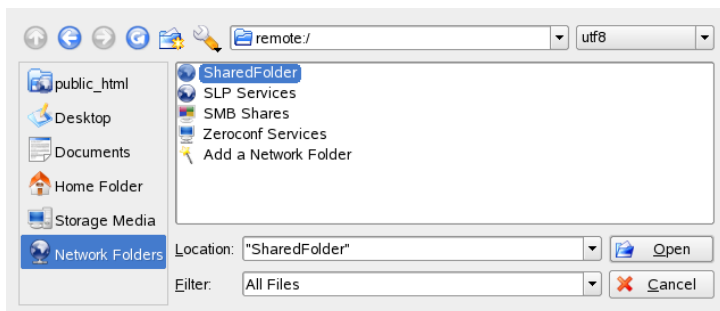 remote:/ utf8
public_html
Desktop
Documents
Home Folder
Storage Media
Network Folders
SharedFolder
SLP Services
SMB Shares
Zeroconf Services
Add a Network Folder
Location: "SharedFolder" Open
Filter: All Files Cancel